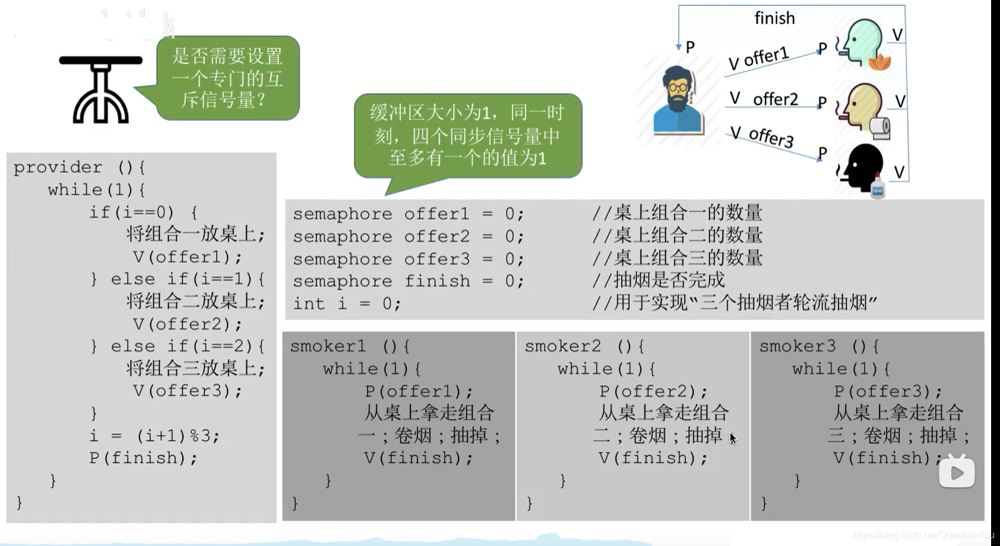 是否需要设置
一个专门的互
斥信号量？
缓冲区大小为1，同一时
刻，四个同步信号量中
至多有一个的值为1
finish
P
V offer1 P
V
V offer2 P
V
V offer3 P
V
glue
provider (){
while(1){
if(i==0) {
将组合一放桌上;
V(offer1);
} else if(i==1){
将组合二放桌上;
V(offer2);
} else if(i==2){
将组合三放桌上;
V(offer3);
}
i = (i+1)%3;
P(finish);
}
}
semaphore offer1 = 0; //桌上组合一的数量
semaphore offer2 = 0; //桌上组合二的数量
semaphore offer3 = 0; //桌上组合三的数量
semaphore finish = 0; //抽烟是否完成
int i = 0; //用于实现“三个抽烟者轮流抽烟”
smoker1 (){
while(1){
P(offer1);
从桌上拿走组合
一；卷烟；抽掉；
V(finish);
}
}
smoker2 (){
while(1){
P(offer2);
从桌上拿走组合
二；卷烟；抽掉
V(finish);
}
}
smoker3 (){
while(1){
P(offer3);
从桌上拿走组合
三；卷烟；抽掉；
V(finish);
}
}
https://blog.csdn.net/QuantumYou